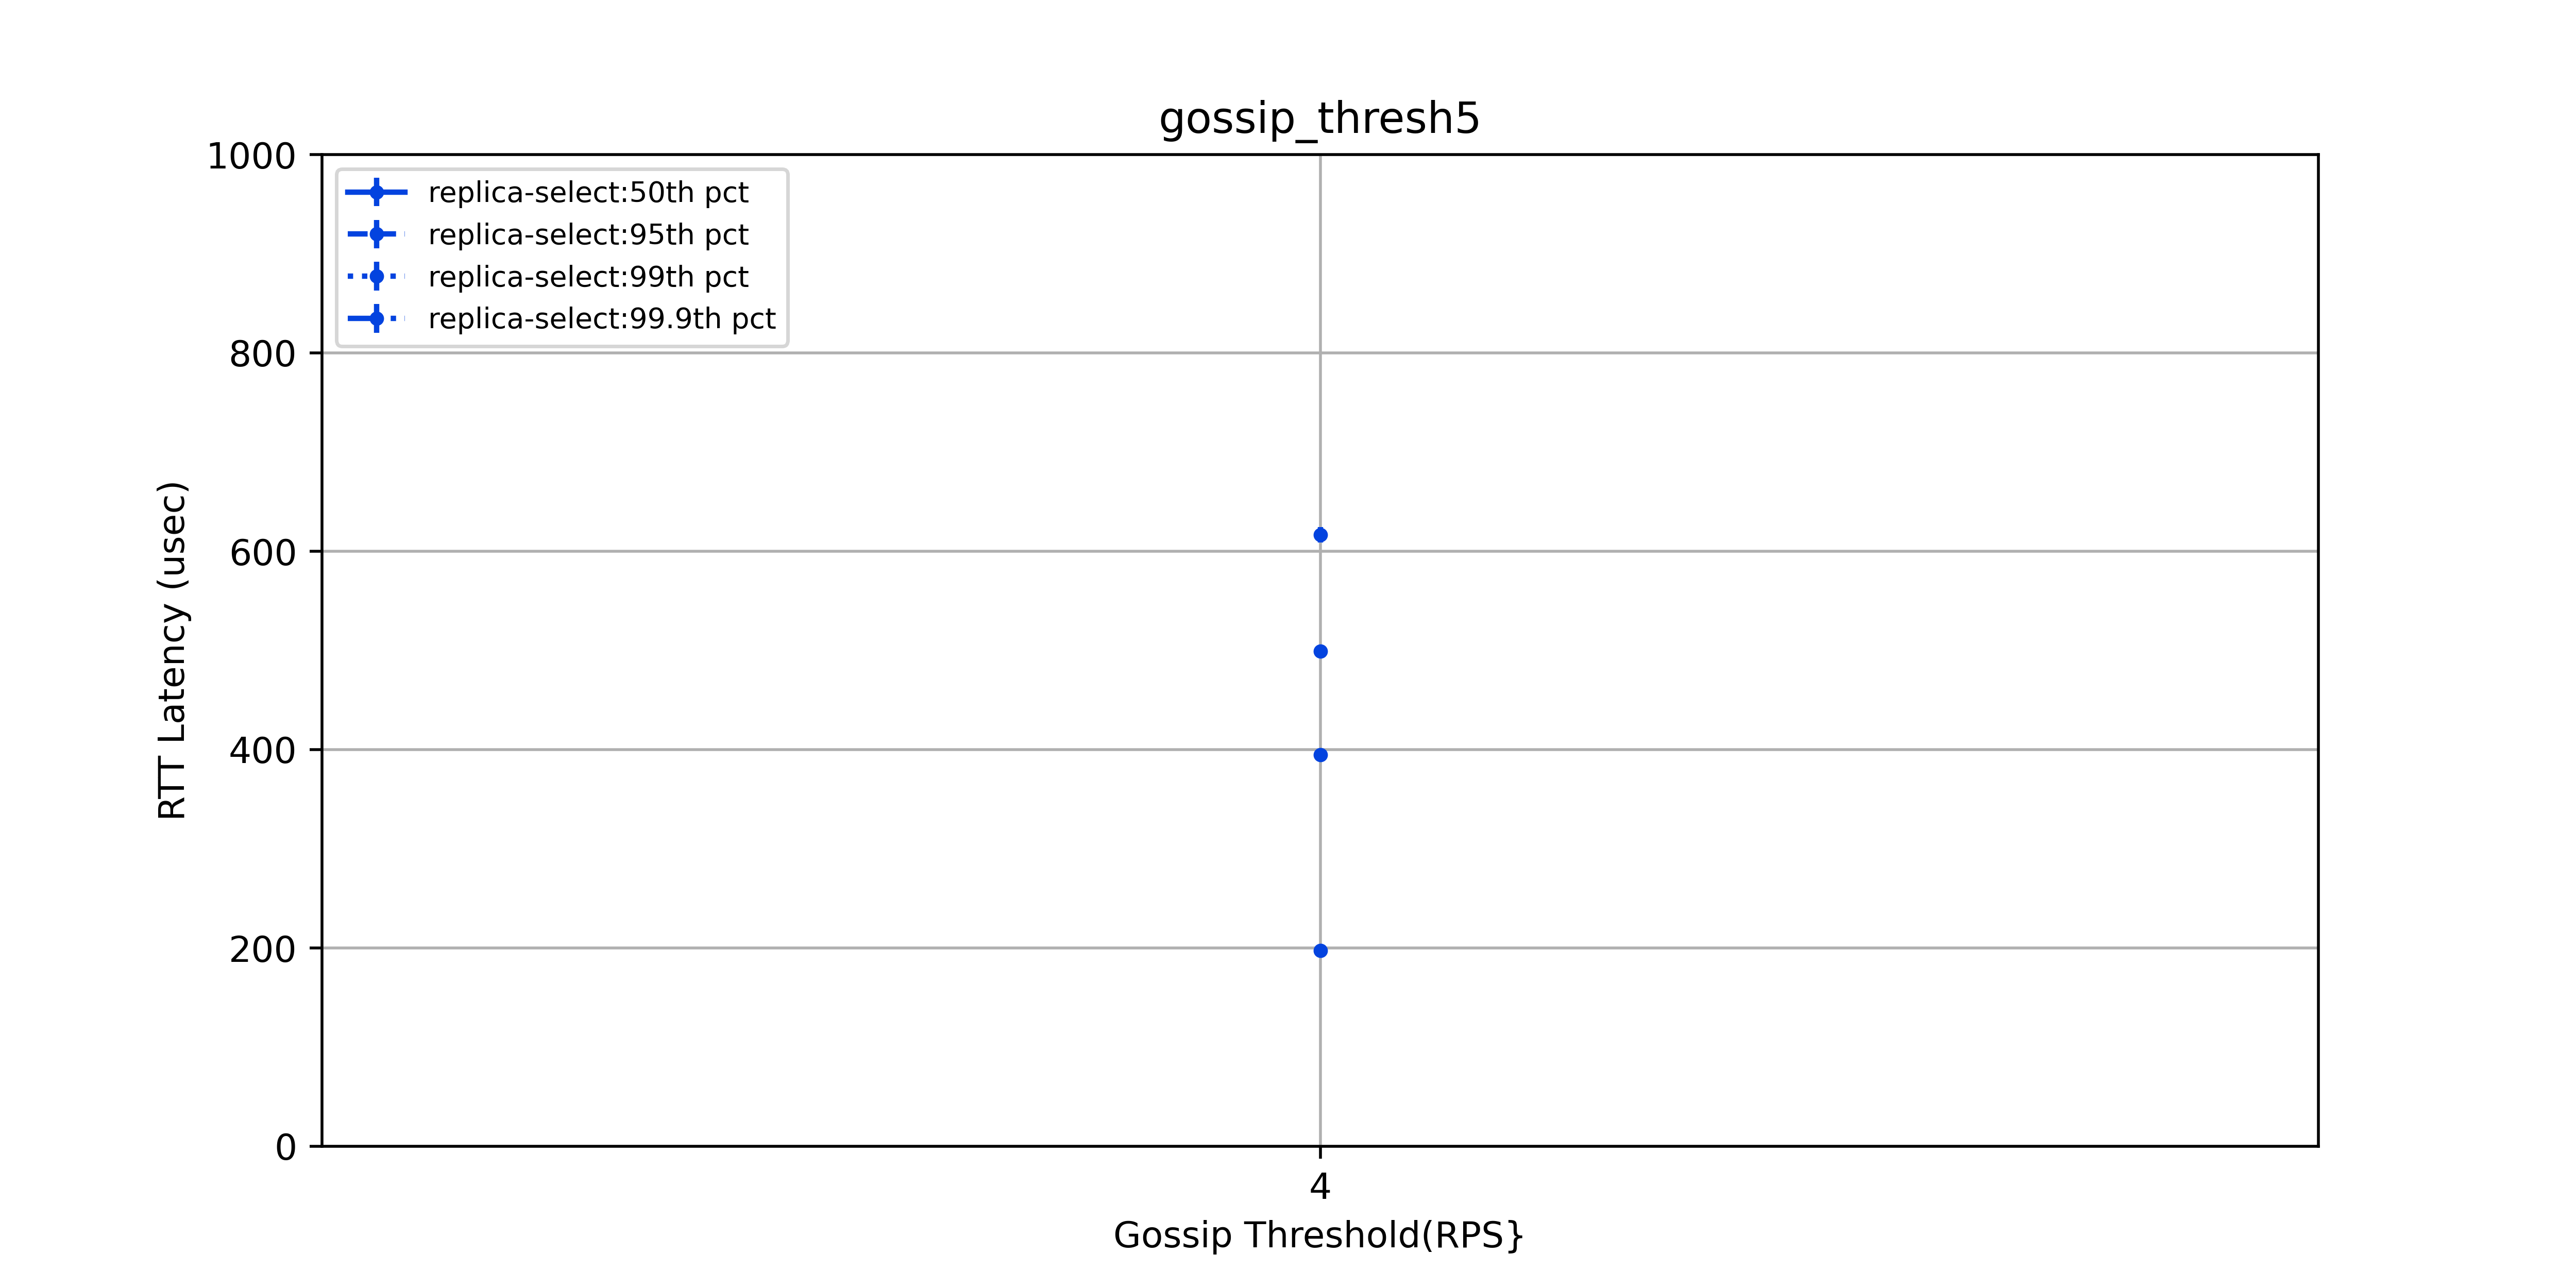 gossip_thresh5
1000
800
600
400
200
0
replica-select:50th pct
replica-select:95th pct
replica-select:99th pct
replica-select:99.9th pct
RTT Latency (usec)
4
Gossip Threshold(RPS}